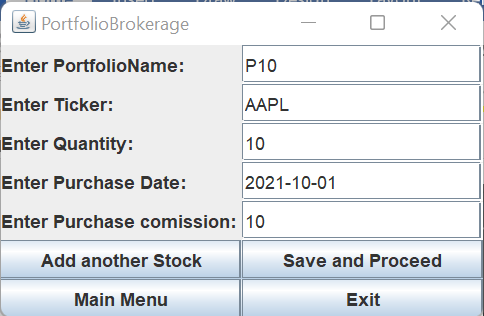 PortfolioBrokerage
Enter PortfolioName: P10
Enter Ticker: AAPL
Enter Quantity: 10
Enter Purchase Date: 2021-10-01
Enter Purchase comission: 10
Add another Stock Save and Proceed
Main Menu Exit